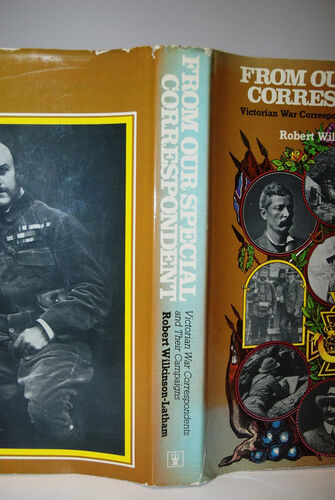 FROM OUR SPECIAL
CORRESPONDENT
Victorian War Correspondents
and Their Campaigns
Robert Wilkinson-Latham
FROM OU
CORRES
Victorian War Correspo
Robert Wil